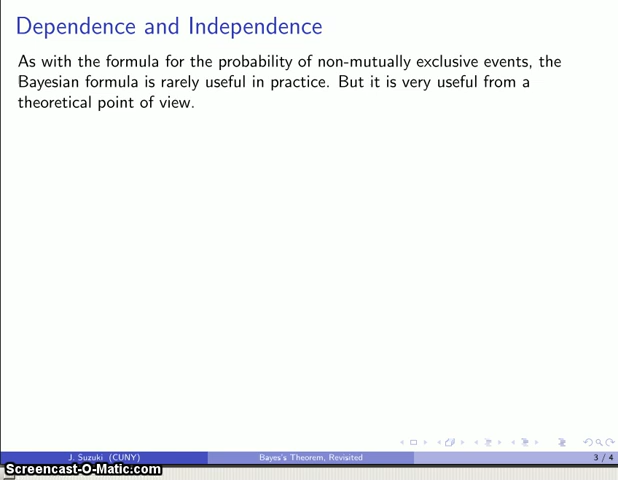 Dependence and Independence
As with the formula for the probability of non-mutually exclusive events, the
Bayesian formula is rarely useful in practice. But it is very useful from a
theoretical point of view.
J. Suzuki (CUNY)
Bayes's Theorem, Revisited
3 / 4
Screencast-O-Matic.com